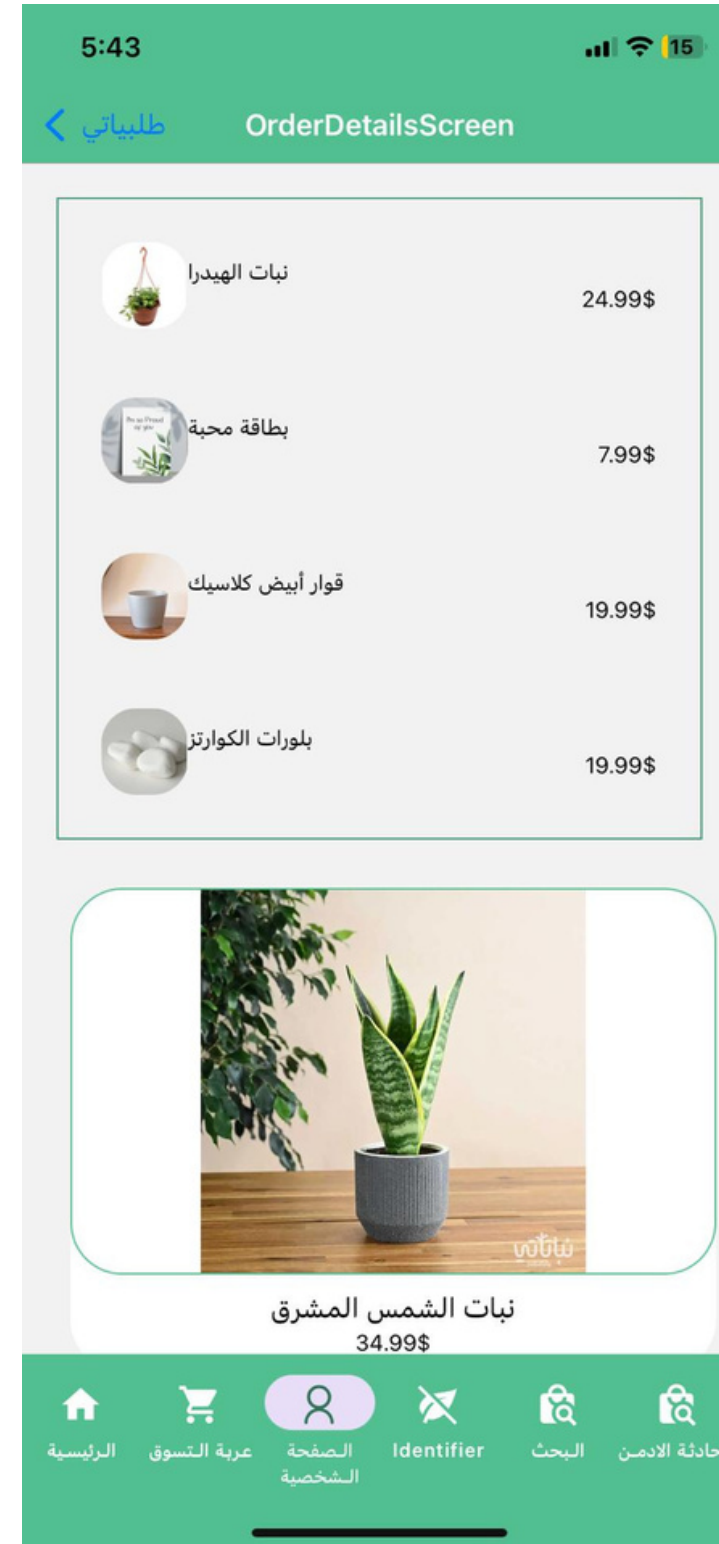 5:43
15
طلبياتي
OrderDetailsScreen
نبات الهيدرا
24.99$
بطاقة محبة
7.99$
قوار أبيض كلاسيك
19.99$
بلورات الكوارتز
19.99$
نباتاتي
نبات الشمس المشرق
34.99$
الرئيسية
عربة التسوق
الصفحة
الشخصية
Identifier
البحث
حادثة الادمن